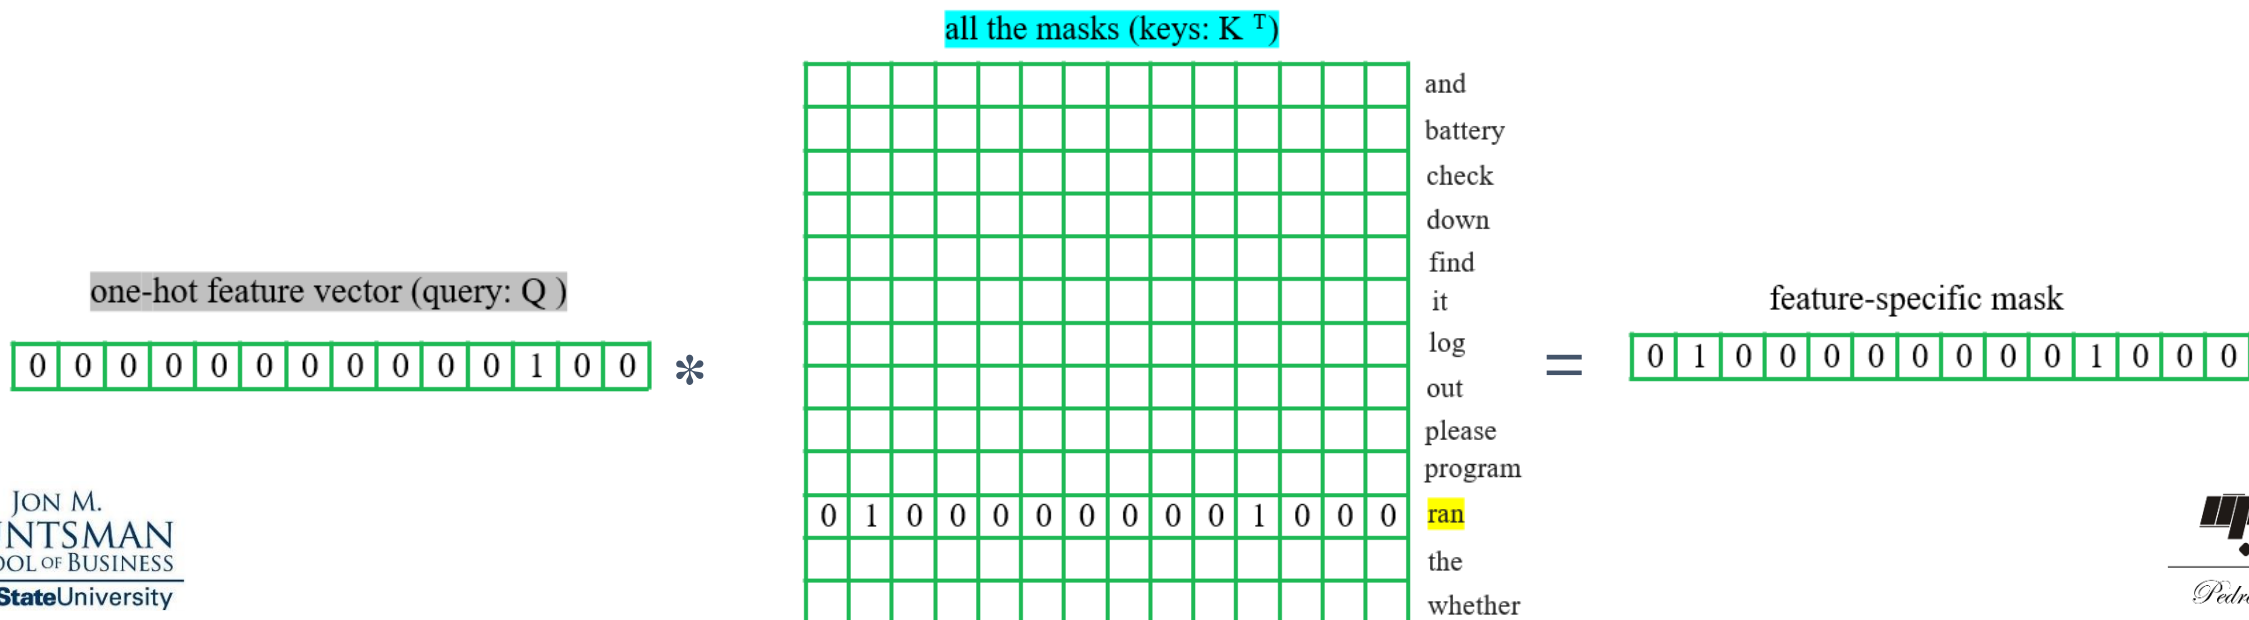 all the masks (keys: K ᵀ)
and
battery
check
down
find
it
log
out
please
program
0 1 0 0 0 0 0 0 0 0 1 0 0 0 ran
the
whether
one-hot feature vector (query: Q )
0 0 0 0 0 0 0 0 0 0 0 1 0 0 *
=
feature-specific mask
0 1 0 0 0 0 0 0 0 0 1 0 0 0
JON M.
NTSMAN
OOL OF BUSINESS
StateUniversity